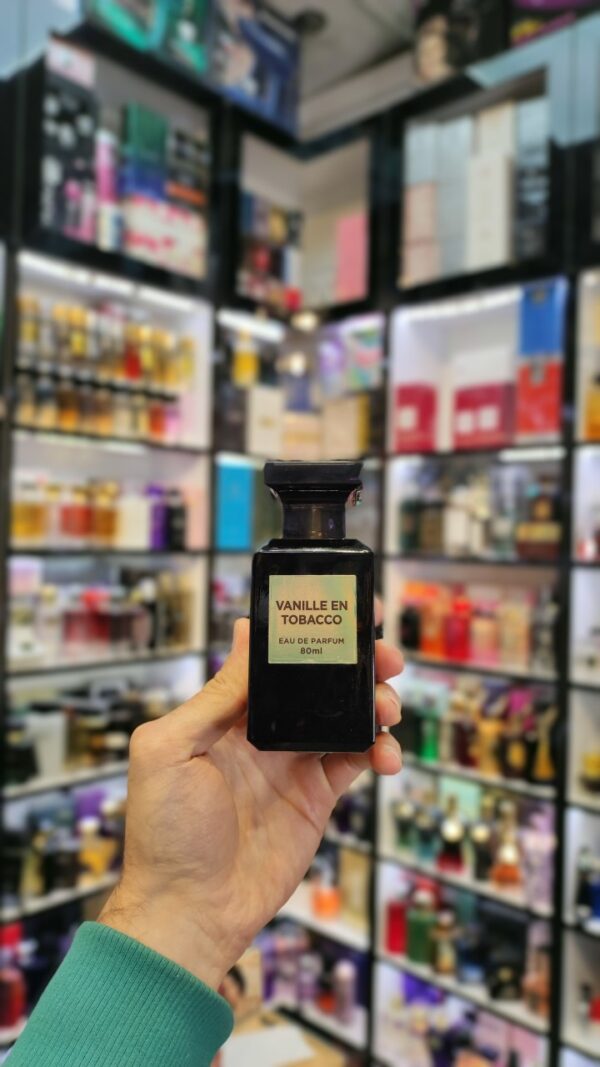 VANILLE EN
TOBACCO
EAU DE PARFUM
80ml